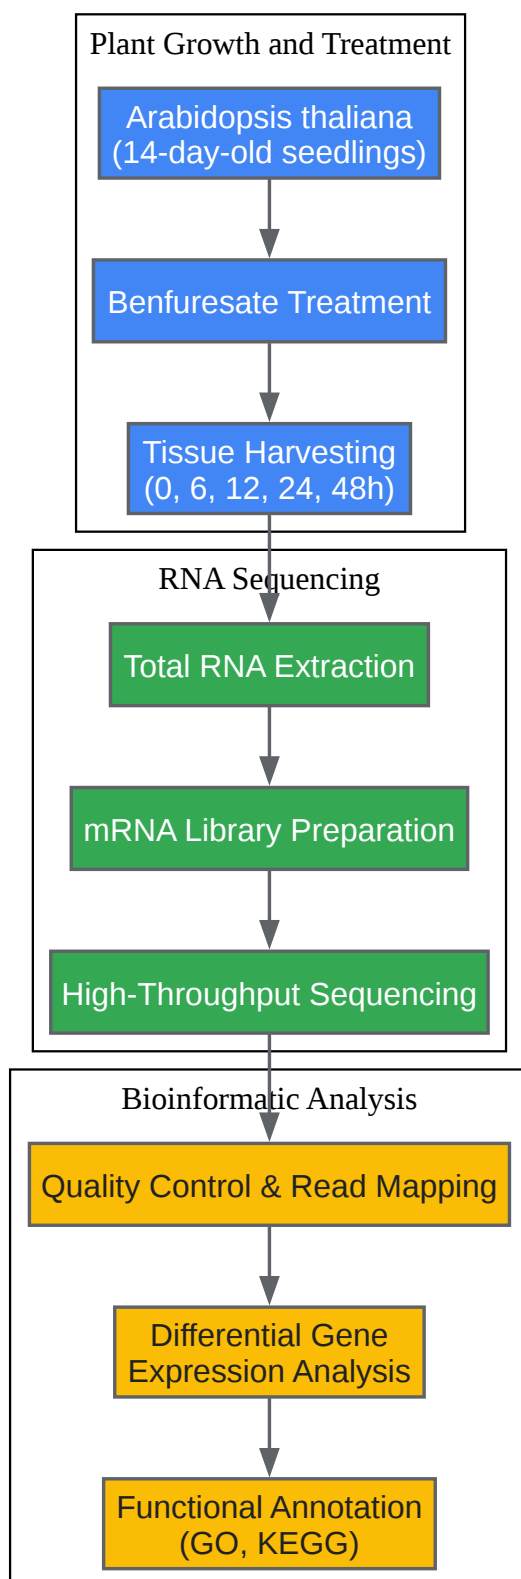 Plant Growth and Treatment
Arabidopsis thaliana
(14-day-old seedlings)
Benfuresate Treatment
Tissue Harvesting
(0, 6, 12, 24, 48h)
RNA Sequencing
Total RNA Extraction
mRNA Library Preparation
High-Throughput Sequencing
Bioinformatic Analysis
Quality Control & Read Mapping
Differential Gene
Expression Analysis
Functional Annotation
(GO, KEGG)